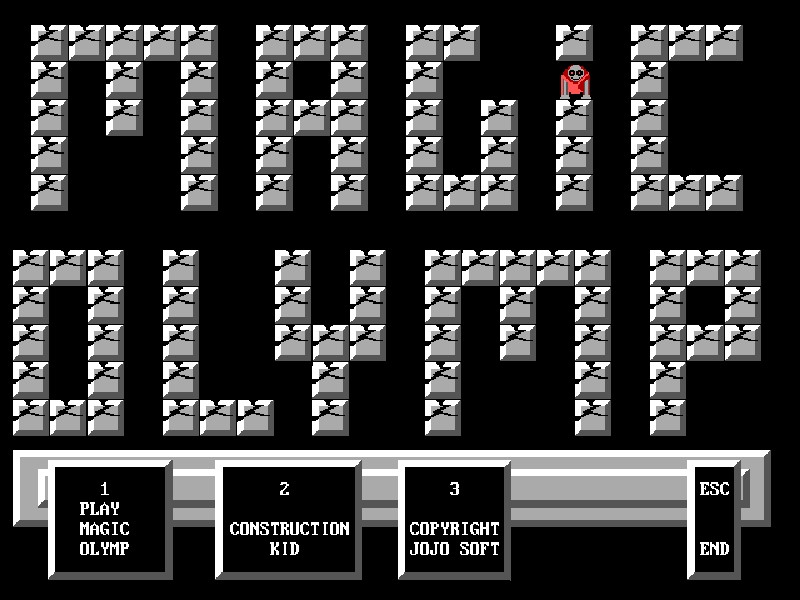 MAGIC
OLYMP
1
PLAY
MAGIC
OLYMP
2
CONSTRUCTION
KID
3
COPYRIGHT
JOJO SOFT
ESC
END